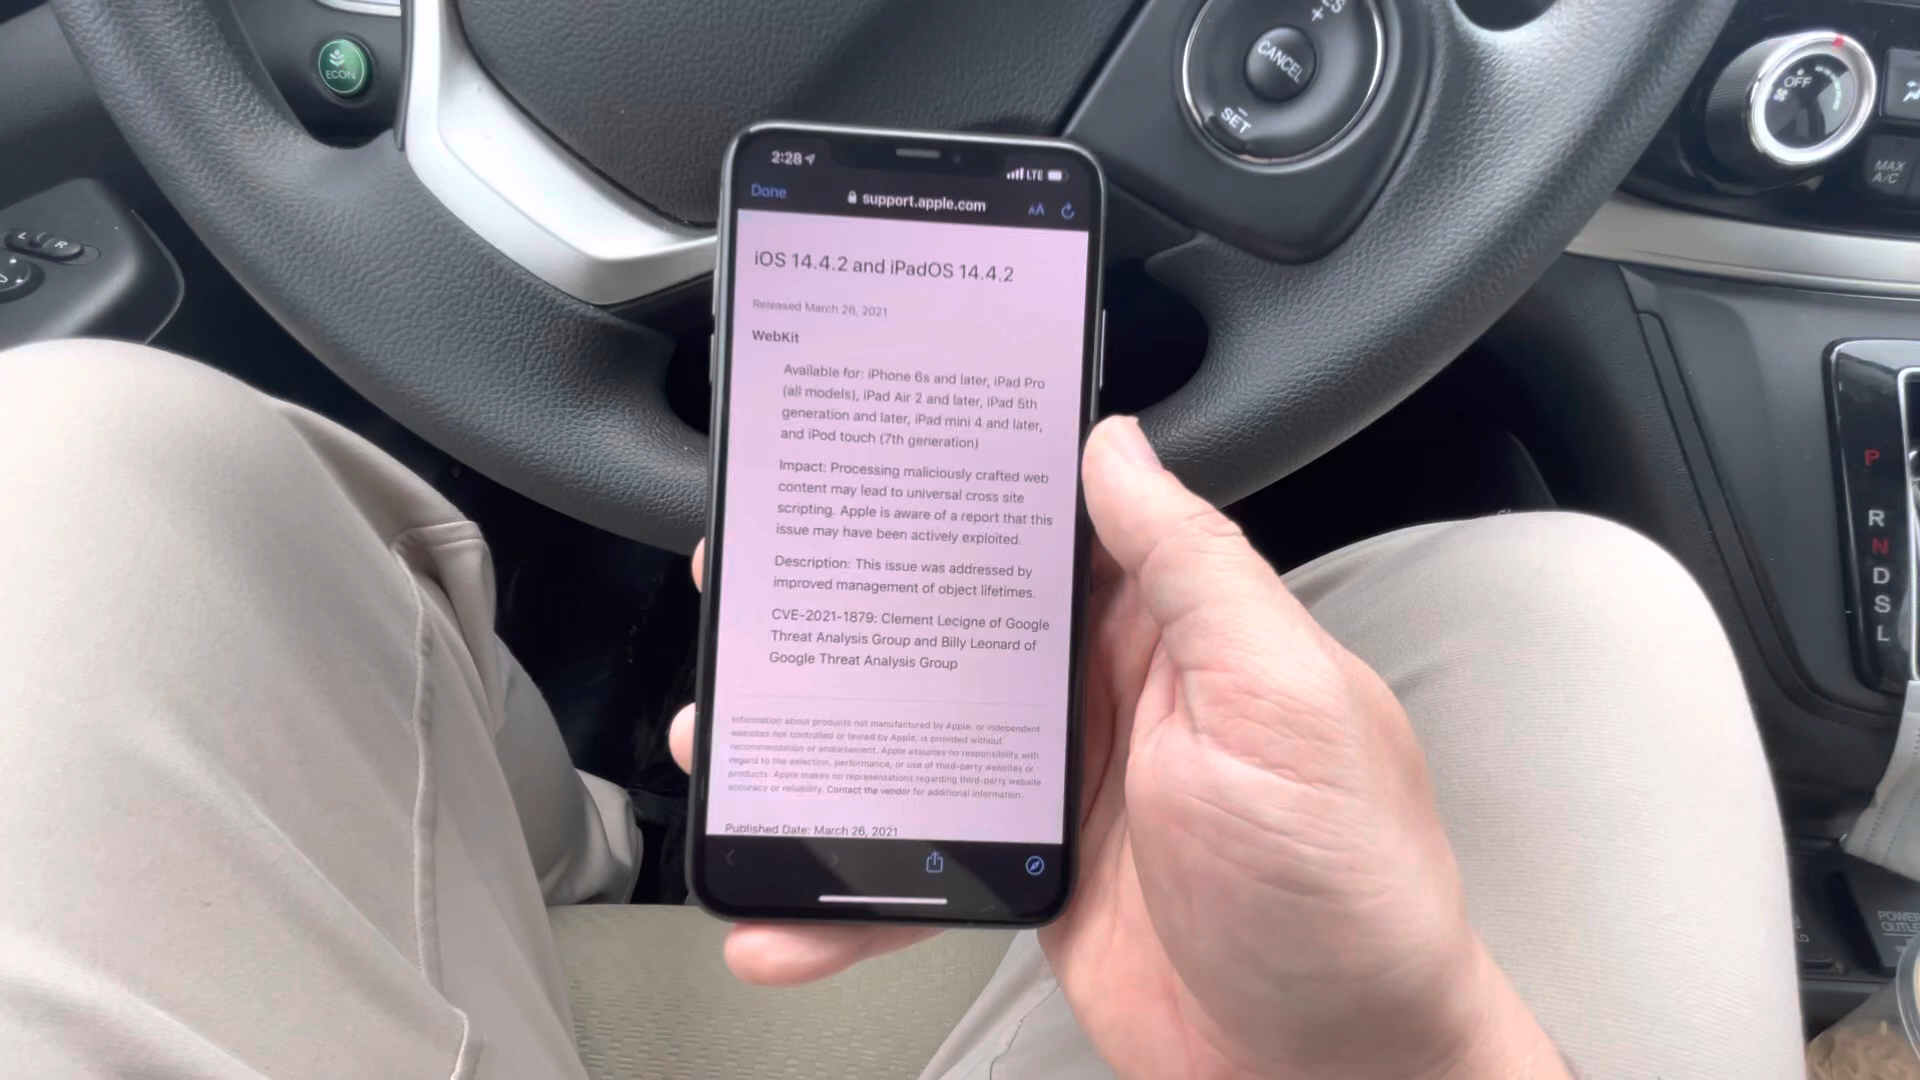 ECON
ES
+
CANCEL
–
SET
OFF
MAX
A/C
L R
2:28
LTE
Done
support.apple.com
AA
iOS 14.4.2 and iPadOS 14.4.2
Released March 26, 2021
WebKit
Available for: iPhone 6s and later, iPad Pro
(all models), iPad Air 2 and later, iPad 5th
generation and later, iPad mini 4 and later,
and iPod touch (7th generation)
Impact: Processing maliciously crafted web
content may lead to universal cross site
scripting. Apple is aware of a report that this
issue may have been actively exploited.
Description: This issue was addressed by
improved management of object lifetimes.
CVE-2021-1879: Clement Lecigne of Google
Threat Analysis Group and Billy Leonard of
Google Threat Analysis Group
Information about products not manufactured by Apple, or independent
websites not controlled or tested by Apple, is provided without
recommendation or endorsement. Apple assumes no responsibility with
regard to the selection, performance, or use of third-party websites or
products. Apple makes no representations regarding third-party website
accuracy or reliability. Contact the vendor for additional information.
Published Date: March 26, 2021
P
R
N
D
S
L
POWER
OUTLE